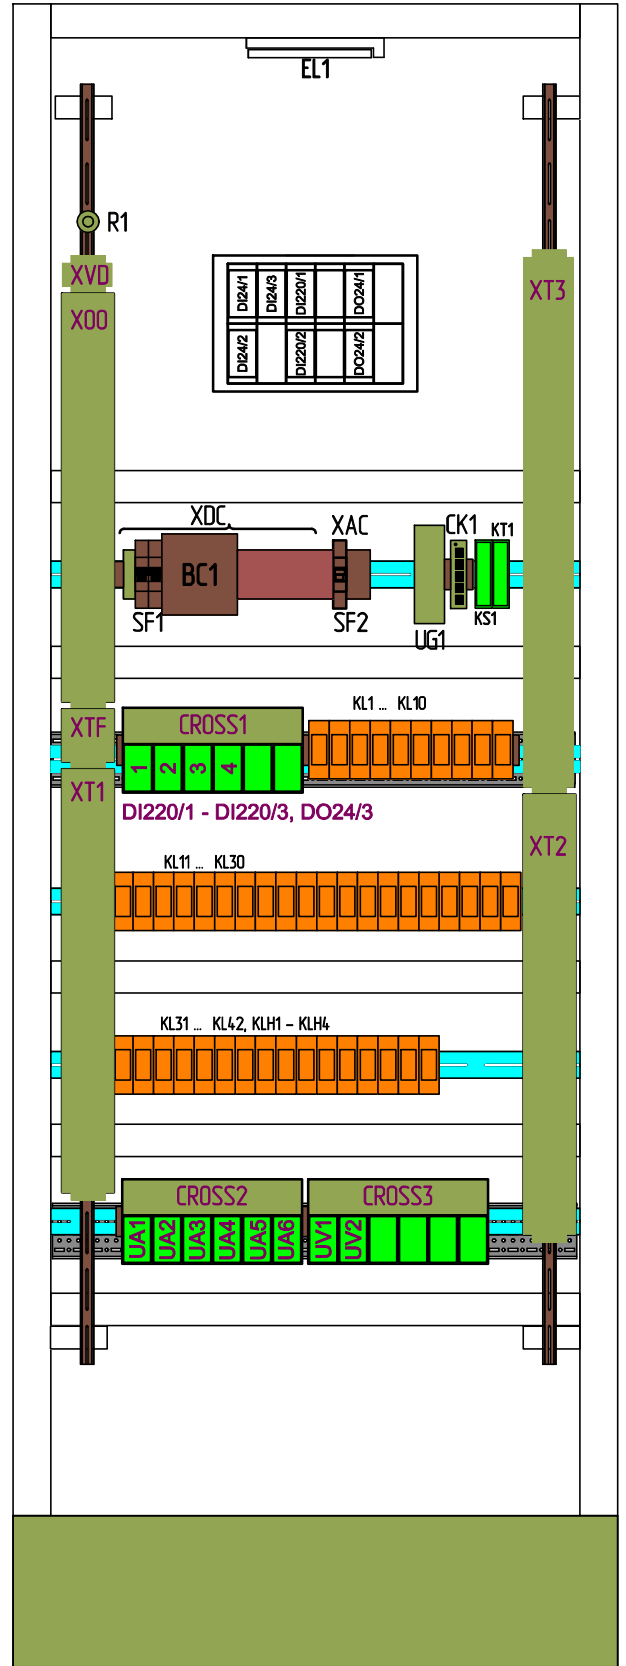 EL1
R1
XVD
XT3
DI24/1
DI24/3
DI220/1
DO24/1
X00
DI24/2
DI220/2
DO24/2
XDC
XAC
CK1
KT1
BC1
SF1
SF2
UG1
KS1
KL1 ... KL10
XTF
CROSS1
1
2
3
4
XT1
DI220/1 - DI220/3, DO24/3
XT2
KL11 ... KL30
KL31 ... KL42, KLH1 - KLH4
CROSS2
CROSS3
UA1
UA2
UA3
UA4
UA5
UA6
UV1
UV2